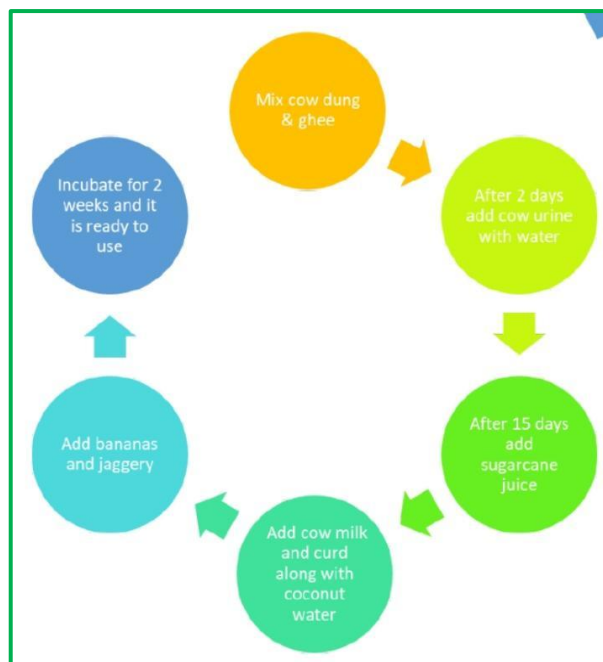 Mix cow dung
& ghee
After 2 days
add cow urine
with water
After 15 days
add
sugarcane
juice
Add cow milk
and curd
along with
coconut
water
Add bananas
and jaggery
Incubate for 2
weeks and it
is ready to
use